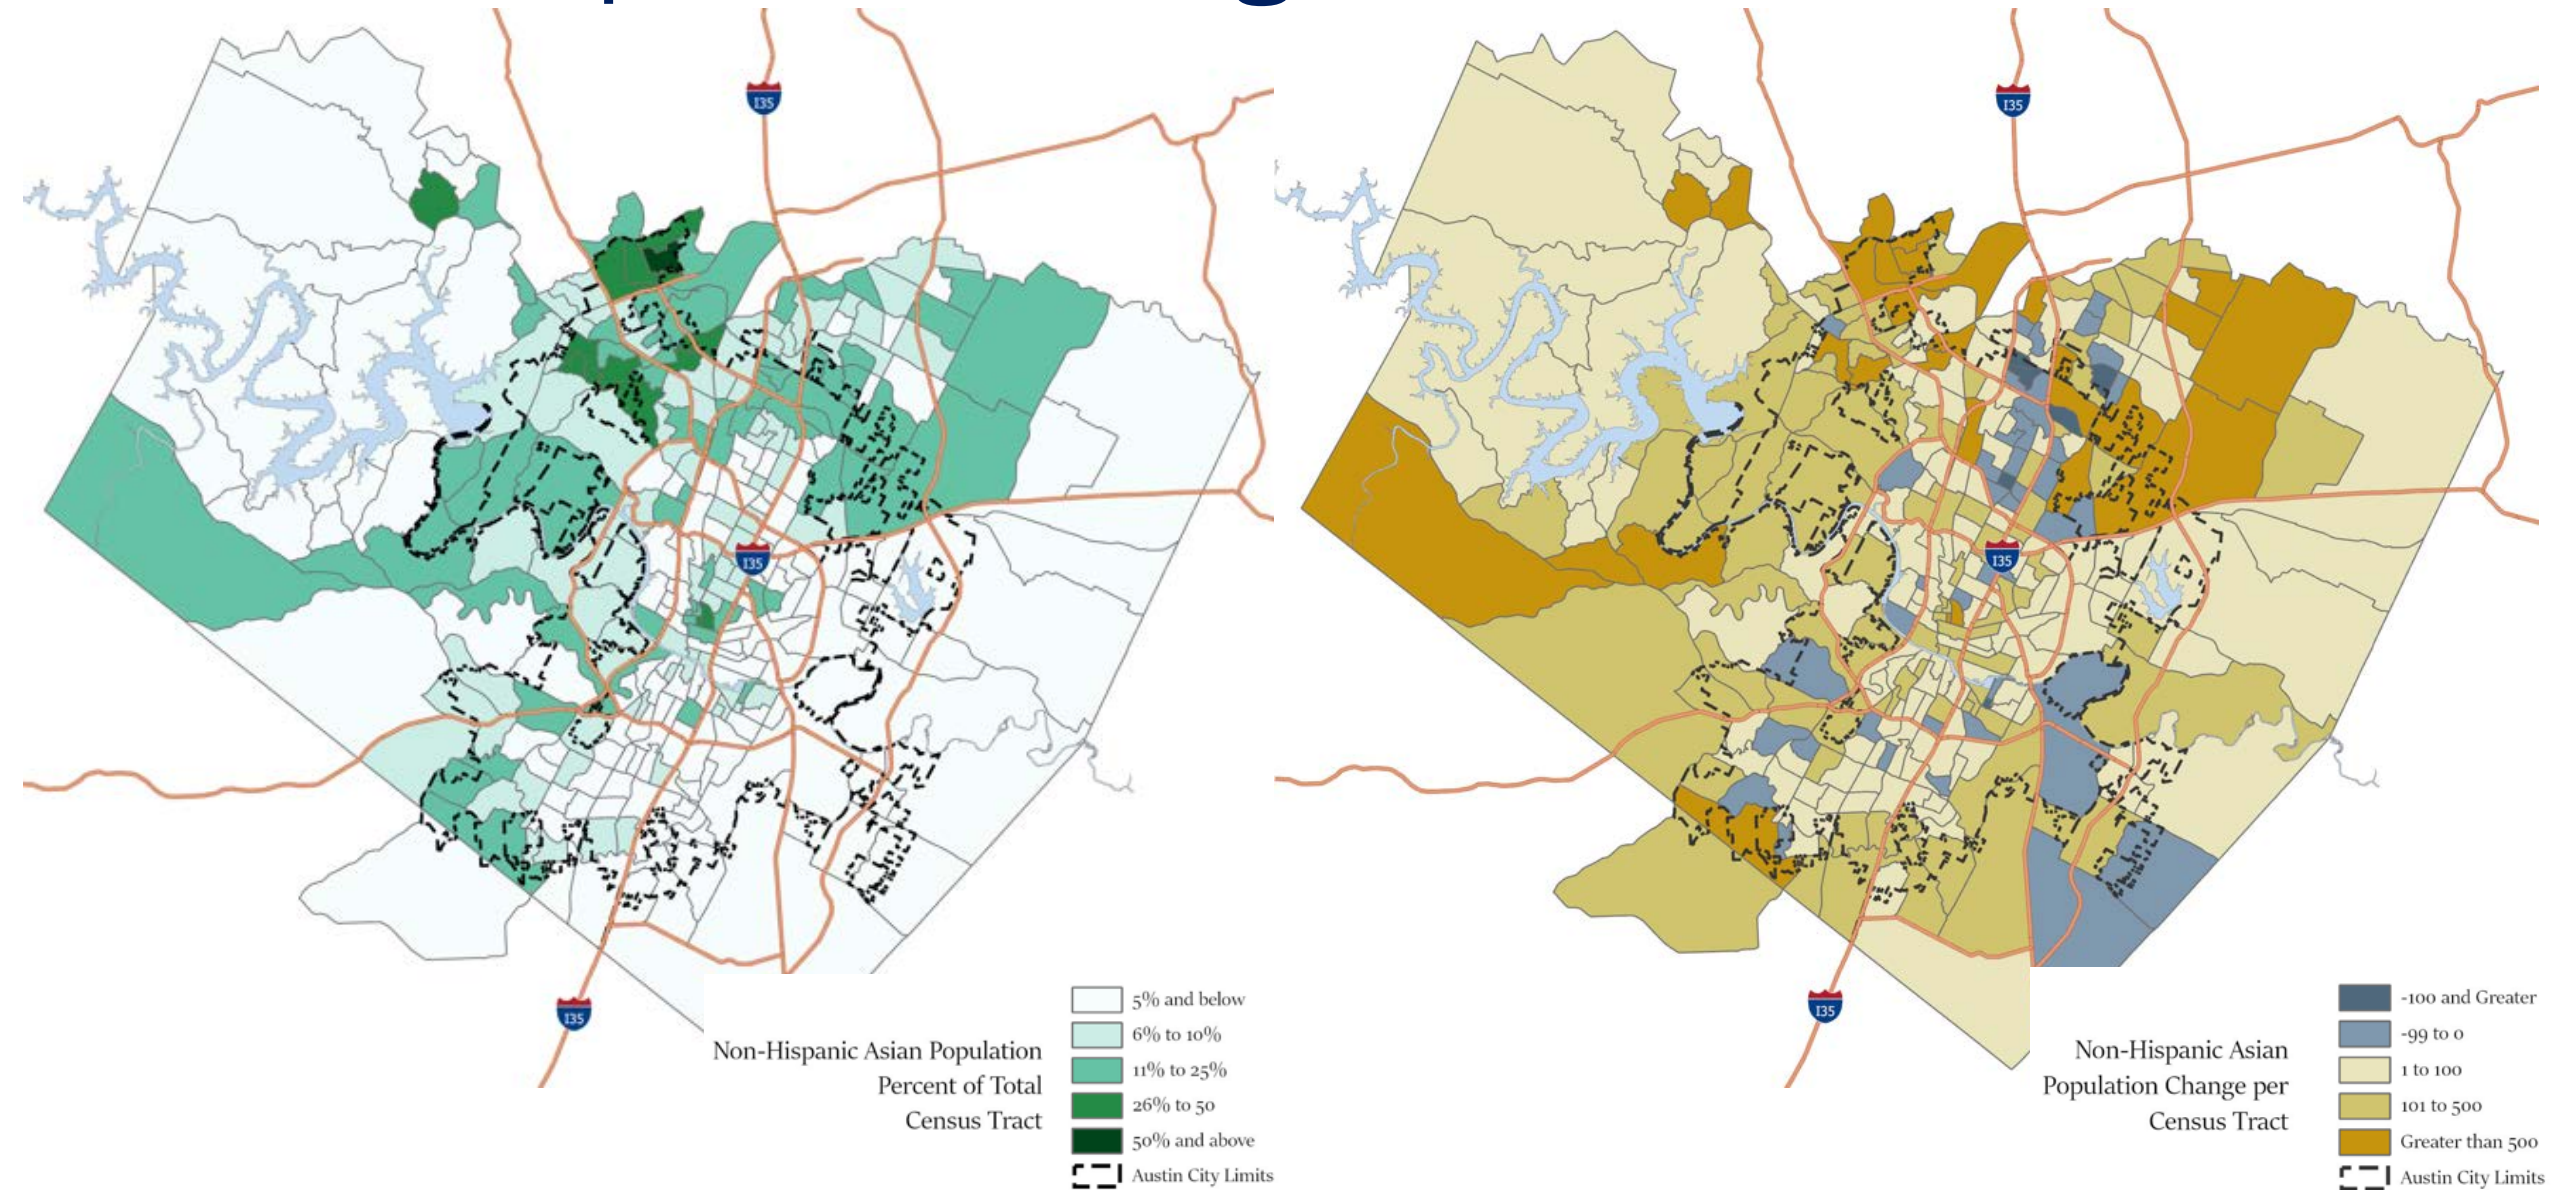 I35
I35
I35
Non-Hispanic Asian Population
Percent of Total
Census Tract
5% and below
6% to 10%
11% to 25%
26% to 50
50% and above
Austin City Limits
I35
I35
I35
Non-Hispanic Asian
Population Change per
Census Tract
-100 and Greater
-99 to 0
1 to 100
101 to 500
Greater than 500
Austin City Limits